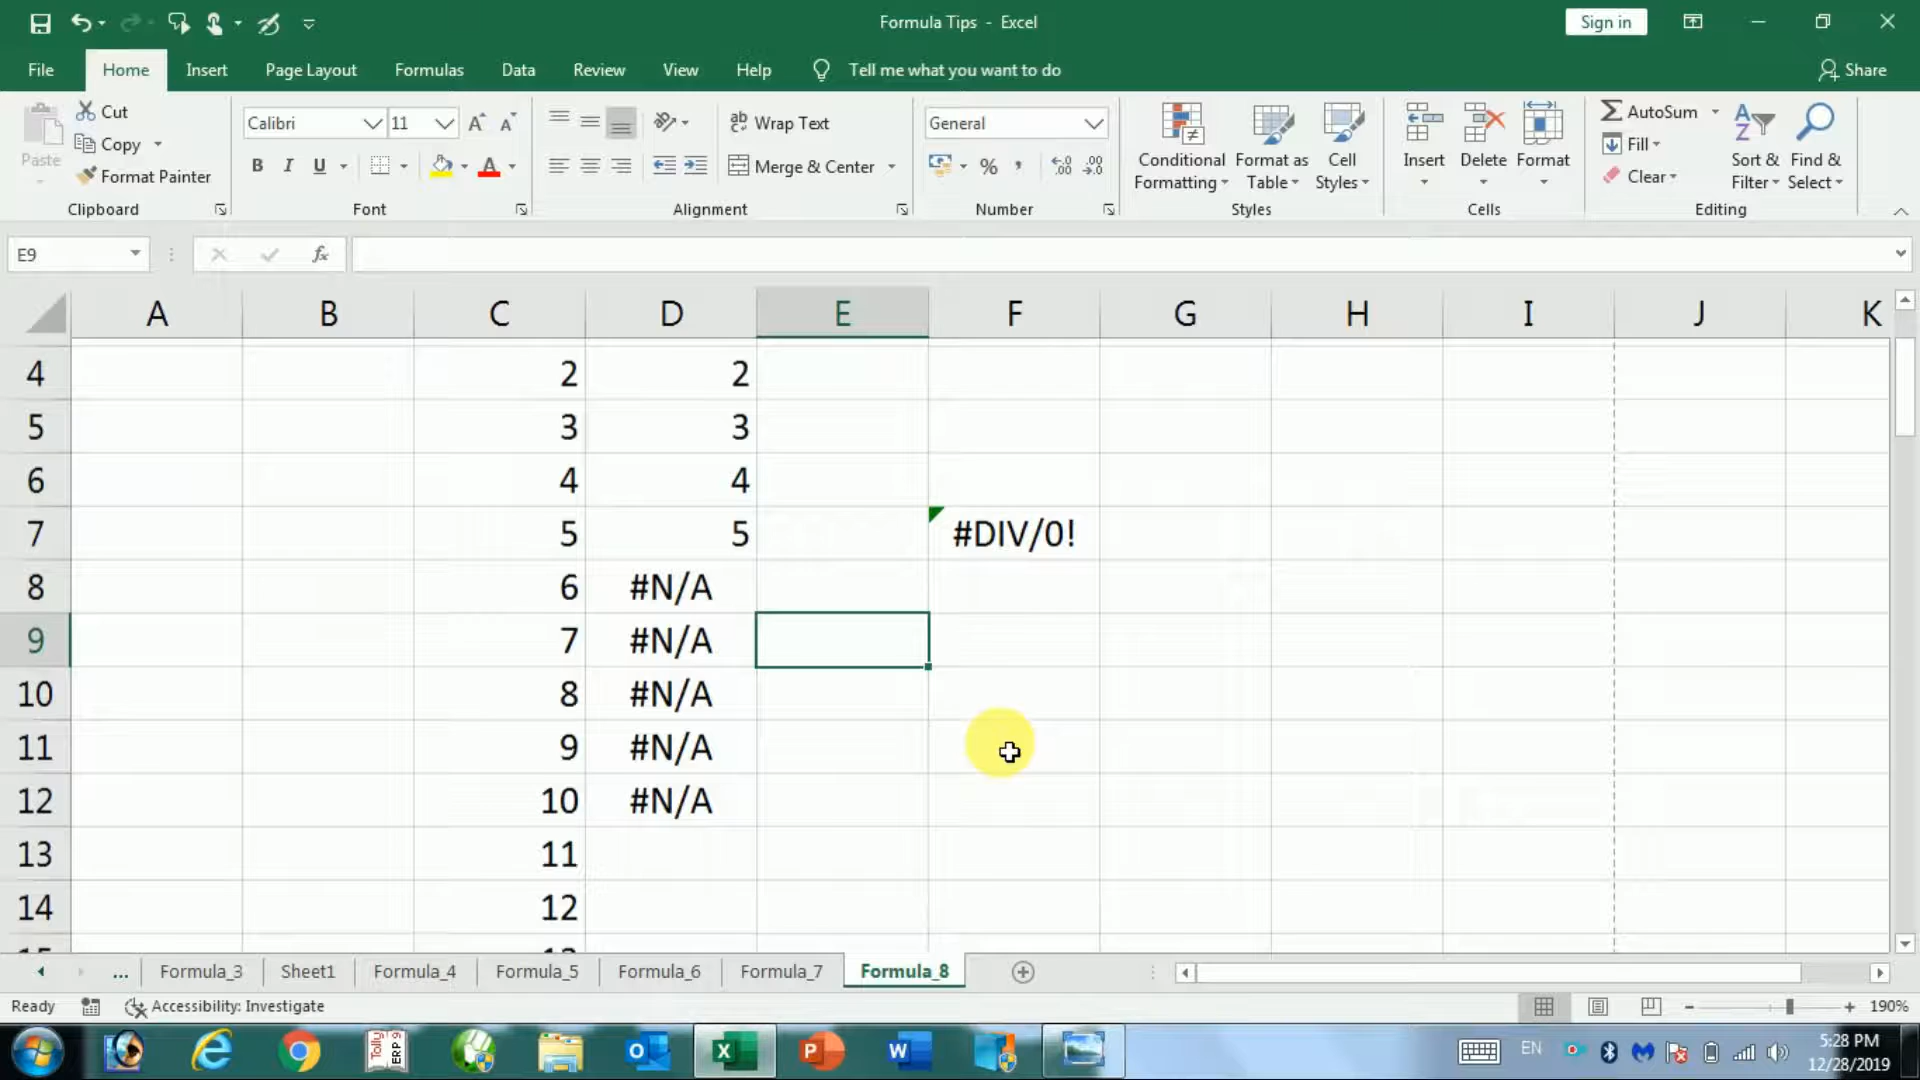 Formula Tips - Excel
Sign in
File Home Insert Page Layout Formulas Data Review View Help Tell me what you want to do Share
Paste
Cut
Copy
Format Painter
Clipboard
Calibri 11 A A
B I U A
Font
ab Wrap Text
Merge & Center
Alignment
General
% ,
Number
Conditional Formatting
Format as Table
Cell Styles
Styles
Insert Delete Format
Cells
AutoSum
Fill
Clear
Sort & Filter
Find & Select
Editing
E9 fx
A B C D E F G H I J K
4 2 2
5 3 3
6 4 4
7 5 5 #DIV/0!
8 6 #N/A
9 7 #N/A
10 8 #N/A
11 9 #N/A
12 10 #N/A
13 11
14 12
... Formula_3 Sheet1 Formula_4 Formula_5 Formula_6 Formula_7 Formula_8
Ready Accessibility: Investigate 190%
Tally ERP 9
EN
5:28 PM
12/28/2019